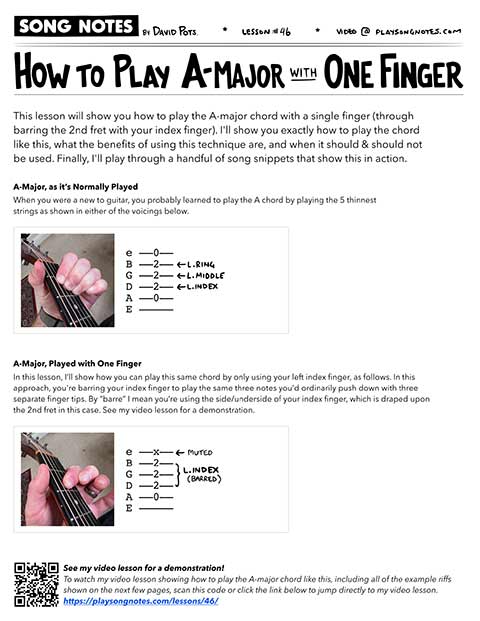 SONG NOTES BY DAVID POTS. * LESSON #46 * VIDEO @ PLAYSONGNOTES.COM
HOW TO PLAY A-MAJOR WITH ONE FINGER
This lesson will show you how to play the A-major chord with a single finger (through
barring the 2nd fret with your index finger). I'll show you exactly how to play the chord
like this, what the benefits of using this technique are, and when it should & should not
be used. Finally, I'll play through a handful of song snippets that show this in action.
A-Major, as it's Normally Played
When you were a new to guitar, you probably learned to play the A chord by playing the 5 thinnest
strings as shown in either of the voicings below.
e —0—
B —2— ←L.RING
G —2— ←L.MIDDLE
D —2— ←L.INDEX
A —0—
E ———
A-Major, Played with One Finger
In this lesson, I'll show how you can play this same chord by only using your left index finger, as follows. In this
approach, you're barring your index finger to play the same three notes you'd ordinarily push down with three
separate finger tips. By "barre" I mean you're using the side/underside of your index finger, which is draped upon
the 2nd fret in this case. See my video lesson for a demonstration.
e —x— ← MUTED
B —2—
G —2— L.INDEX
D —2— (BARRED)
A —0—
E ———
See my video lesson for a demonstration!
To watch my video lesson showing how to play the A-major chord like this, including all of the example riffs
shown on the next few pages, scan this code or click the link below to jump directly to my video lesson.
https://playsongnotes.com/lessons/46/